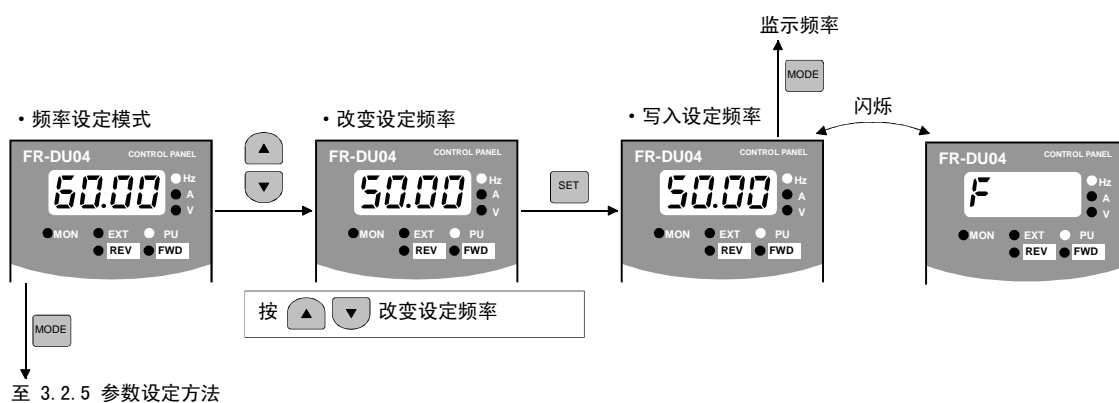 监示频率
MODE
•频率设定模式
•改变设定频率
•写入设定频率
闪烁
FR-DU04 CONTROL PANEL
60.00
Hz
A
V
MON EXT PU
REV FWD
FR-DU04 CONTROL PANEL
50.00
Hz
A
V
MON EXT PU
REV FWD
SET
FR-DU04 CONTROL PANEL
50.00
Hz
A
V
MON EXT PU
REV FWD
FR-DU04 CONTROL PANEL
F
Hz
A
V
MON EXT PU
REV FWD
按 ▲ ▼ 改变设定频率
MODE
至 3.2.5 参数设定方法